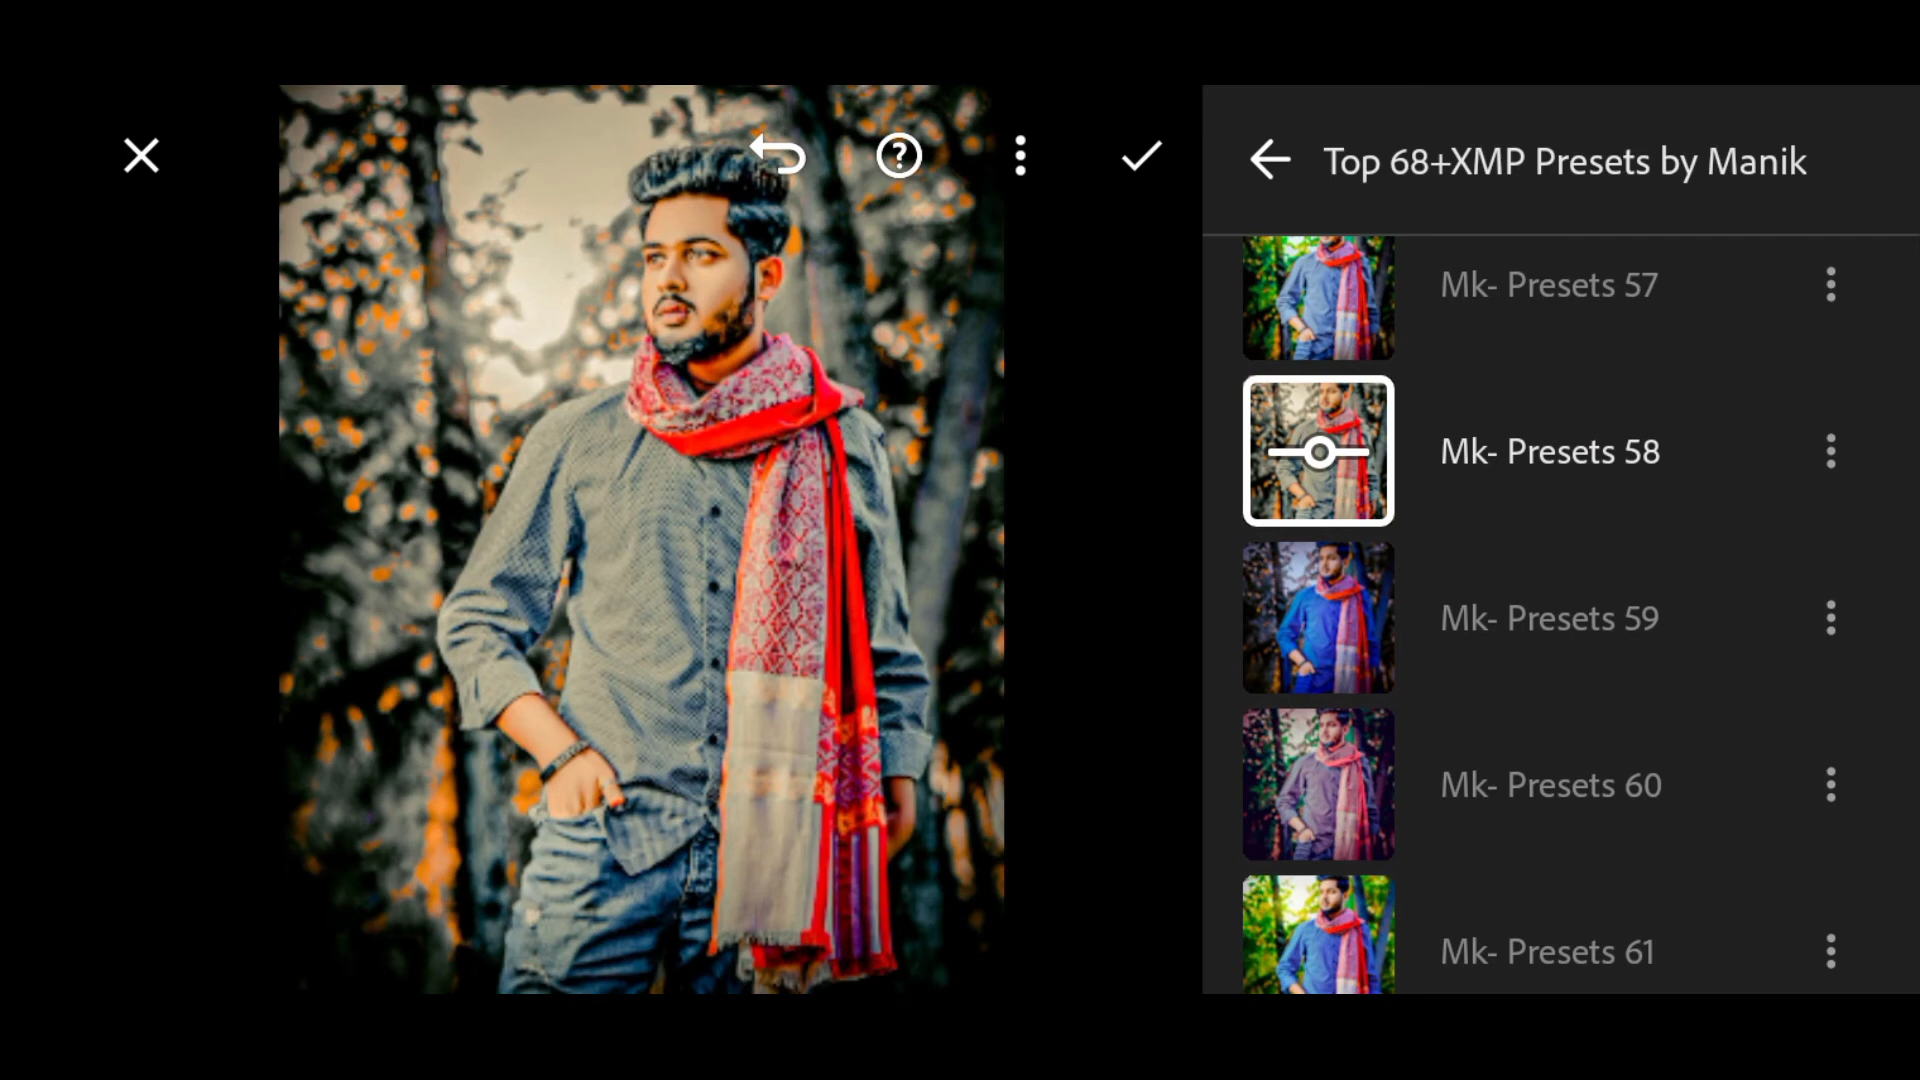 Top 68+XMP Presets by Manik
Mk- Presets 57
Mk- Presets 58
Mk- Presets 59
Mk- Presets 60
Mk- Presets 61